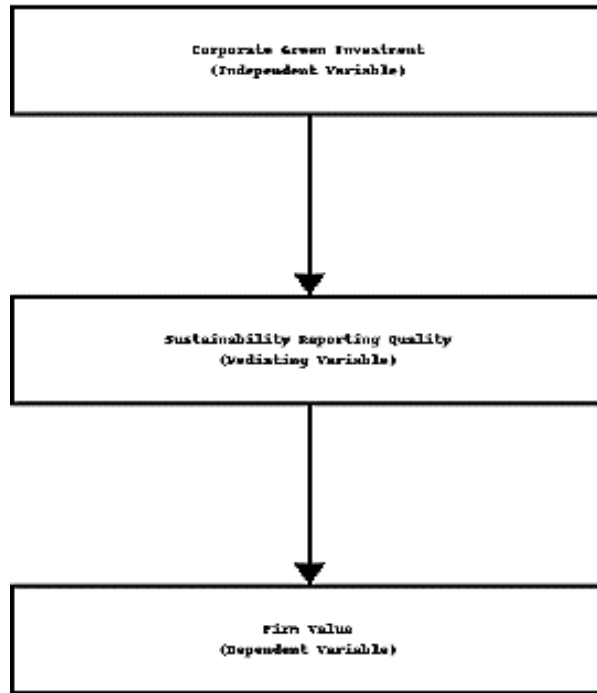 Corporate Green Investment
(Independent Variable)
Sustainability Reporting Quality
(Mediating Variable)
Firm Value
(Dependent Variable)